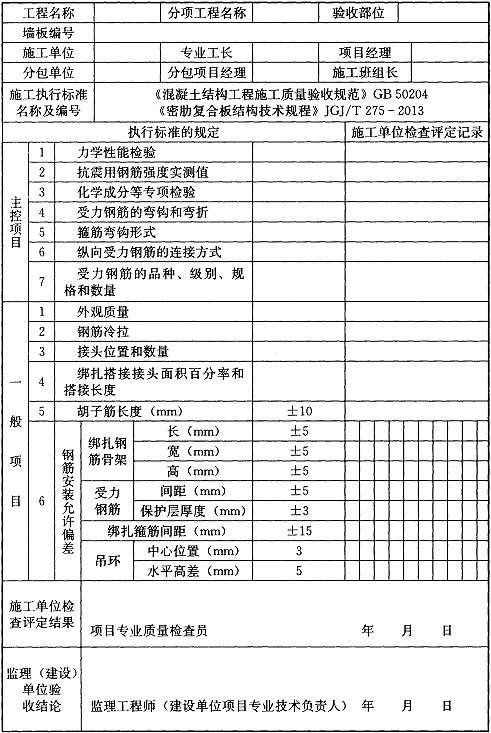 工程名称 分项工程名称 验收部位
墙板编号
施工单位 专业工长 项目经理
分包单位 分包项目经理 施工班组长
施工执行标准名称及编号 《混凝土结构工程施工质量验收规范》GB 50204
《密肋复合板结构技术规程》JGJ/T 275-2013
执行标准的规定 施工单位检查评定记录
主控项目
1 力学性能检验
2 抗震用钢筋强度实测值
3 化学成分等专项检验
4 受力钢筋的弯钩和弯折
5 箍筋弯钩形式
6 纵向受力钢筋的连接方式
7 受力钢筋的品种、级别、规格和数量
一般项目
1 外观质量
2 钢筋冷拉
3 接头位置和数量
4 绑扎搭接接头面积百分率和搭接长度
5 胡子筋长度(mm) ±10
6 钢筋安装允许偏差
绑扎钢筋骨架 长(mm) ±5
宽(mm) ±5
高(mm) ±5
受力钢筋 间距(mm) ±5
保护层厚度(mm) ±3
绑扎箍筋间距(mm) ±15
吊环 中心位置(mm) 3
水平高差(mm) 5
施工单位检查评定结果
项目专业质量检查员 年 月 日
监理(建设)单位验收结论
监理工程师(建设单位项目专业技术负责人) 年 月 日